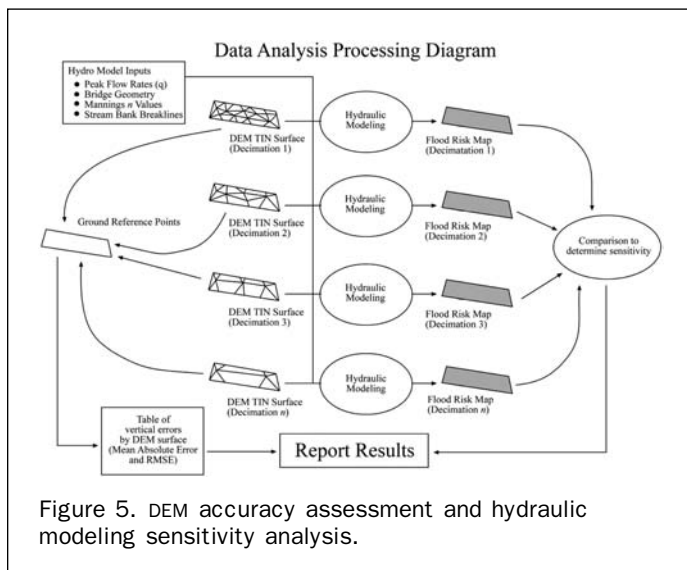 Data Analysis Processing Diagram
Hydro Model Inputs
● Peak Flow Rates (q)
● Bridge Geometry
● Mannings n Values
● Stream Bank Breaklines
DEM TIN Surface
(Decimation 1)
Hydraulic
Modeling
Flood Risk Map
(Decimatation 1)
Ground Reference Points
DEM TIN Surface
(Decimation 2)
Hydraulic
Modeling
Flood Risk Map
(Decimation 2)
Comparison to
determine sensitivity
DEM TIN Surface
(Decimation 3)
Hydraulic
Modeling
Flood Risk Map
(Decimation 3)
DEM TIN Surface
(Decimation n)
Hydraulic
Modeling
Flood Risk Map
(Decimation n)
Table of
vertical errors
by DEM surface
(Mean Absolute Error
and RMSE)
Report Results
Figure 5. DEM accuracy assessment and hydraulic
modeling sensitivity analysis.